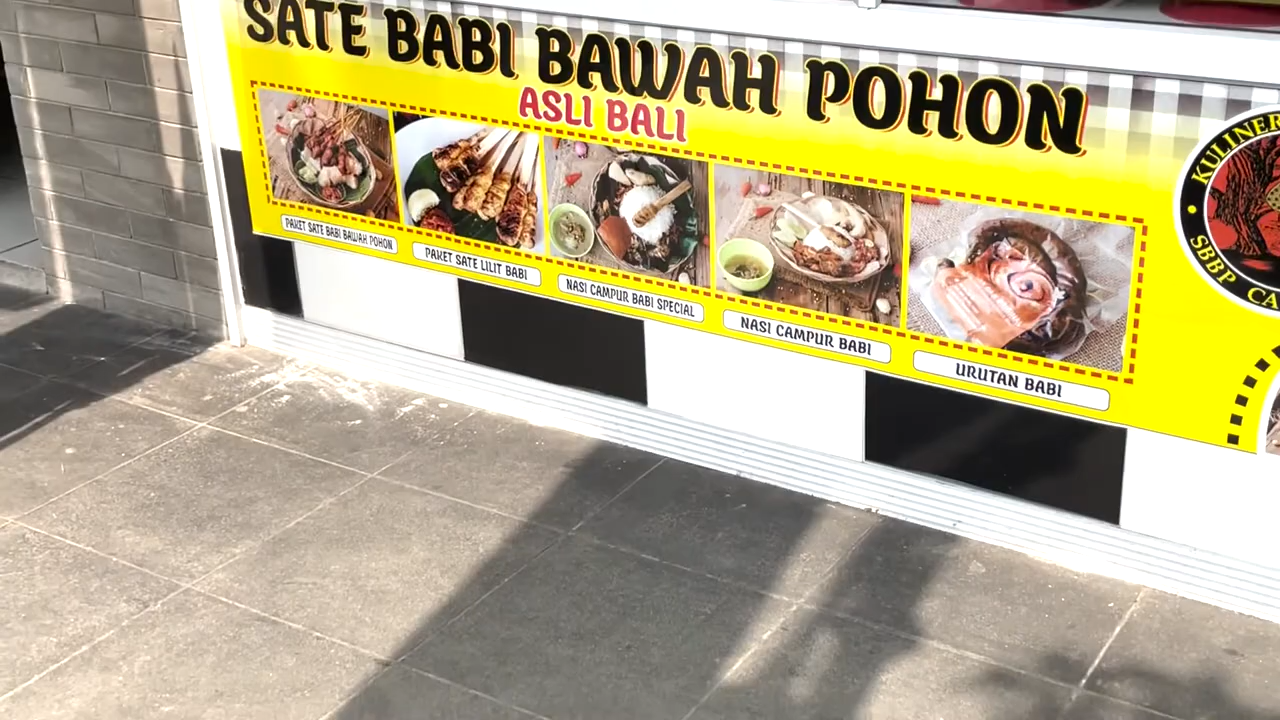 SATE BABI BAWAH POHON
ASLI BALI
PAKET SATE BABI BAWAH POHON
PAKET SATE LILIT BABI
NASI CAMPUR BABI SPECIAL
NASI CAMPUR BABI
URUTAN BABI
KULINER
SBBP CA